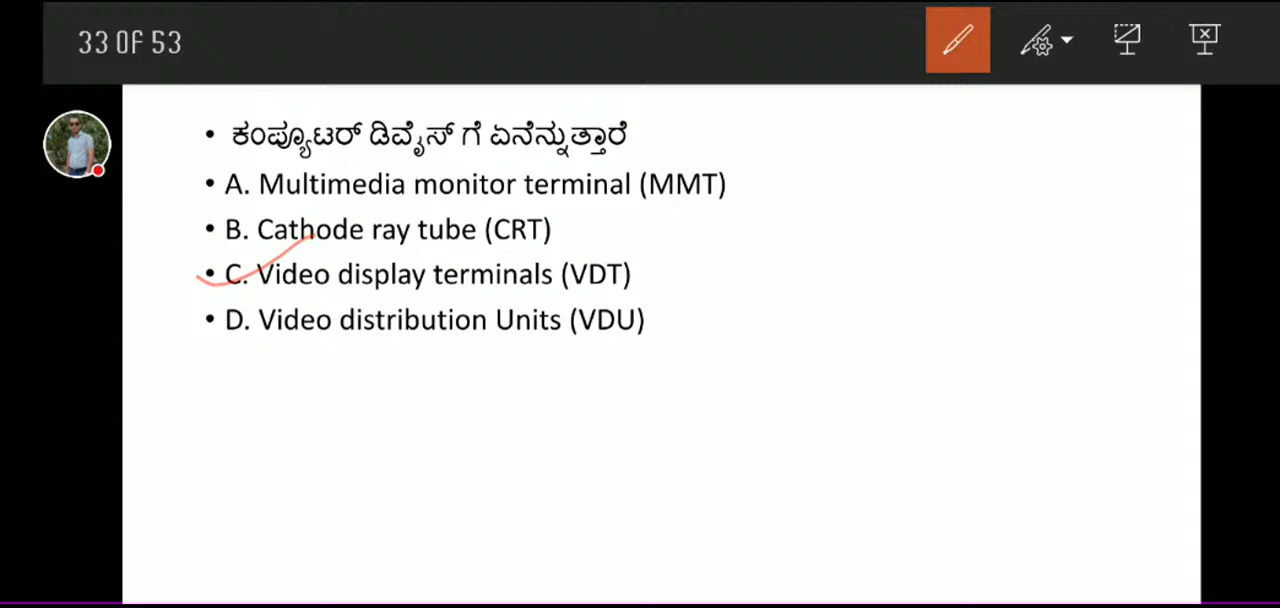 33 OF 53
• ಕಂಪ್ಯೂಟರ್ ಡಿವೈಸ್ ಗೆ ಏನೆನ್ನುತ್ತಾರೆ
• A. Multimedia monitor terminal (MMT)
• B. Cathode ray tube (CRT)
• C. Video display terminals (VDT)
• D. Video distribution Units (VDU)